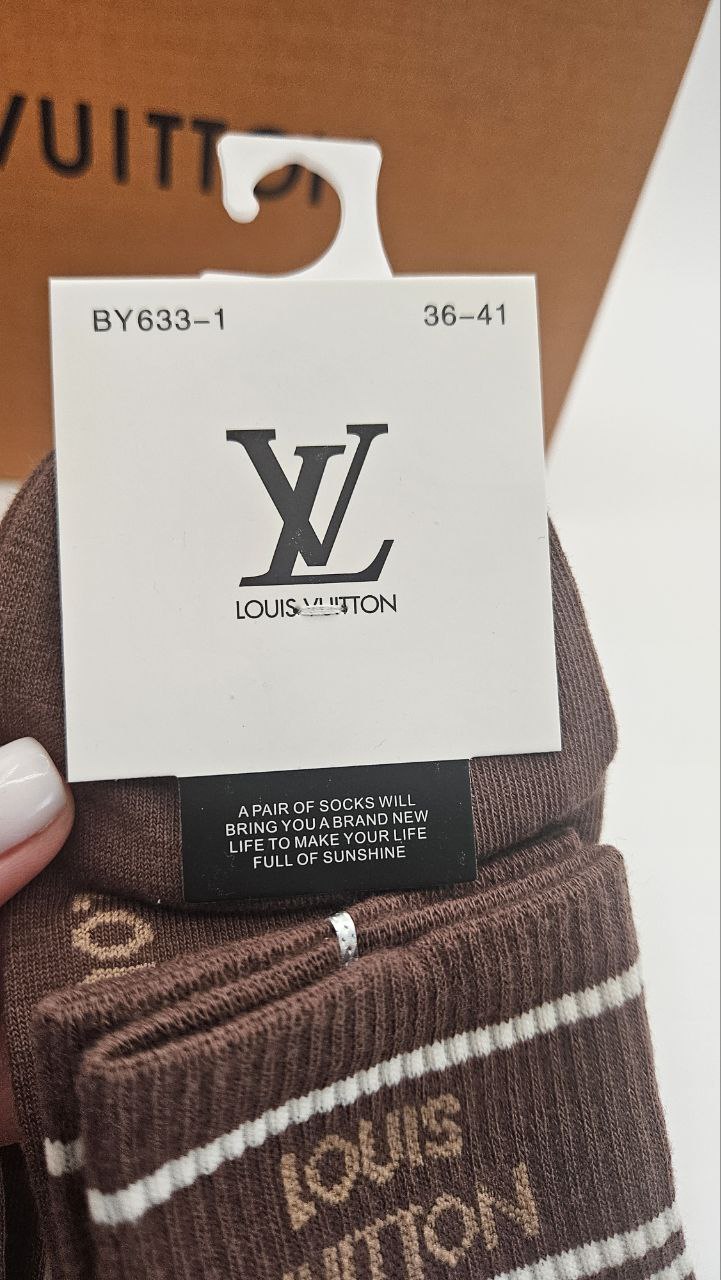 VUITTON
BY633-1 36-41
LV
LOUIS VUITTON
A PAIR OF SOCKS WILL
BRING YOU A BRAND NEW
LIFE TO MAKE YOUR LIFE
FULL OF SUNSHINE
LOUIS
VUITTON